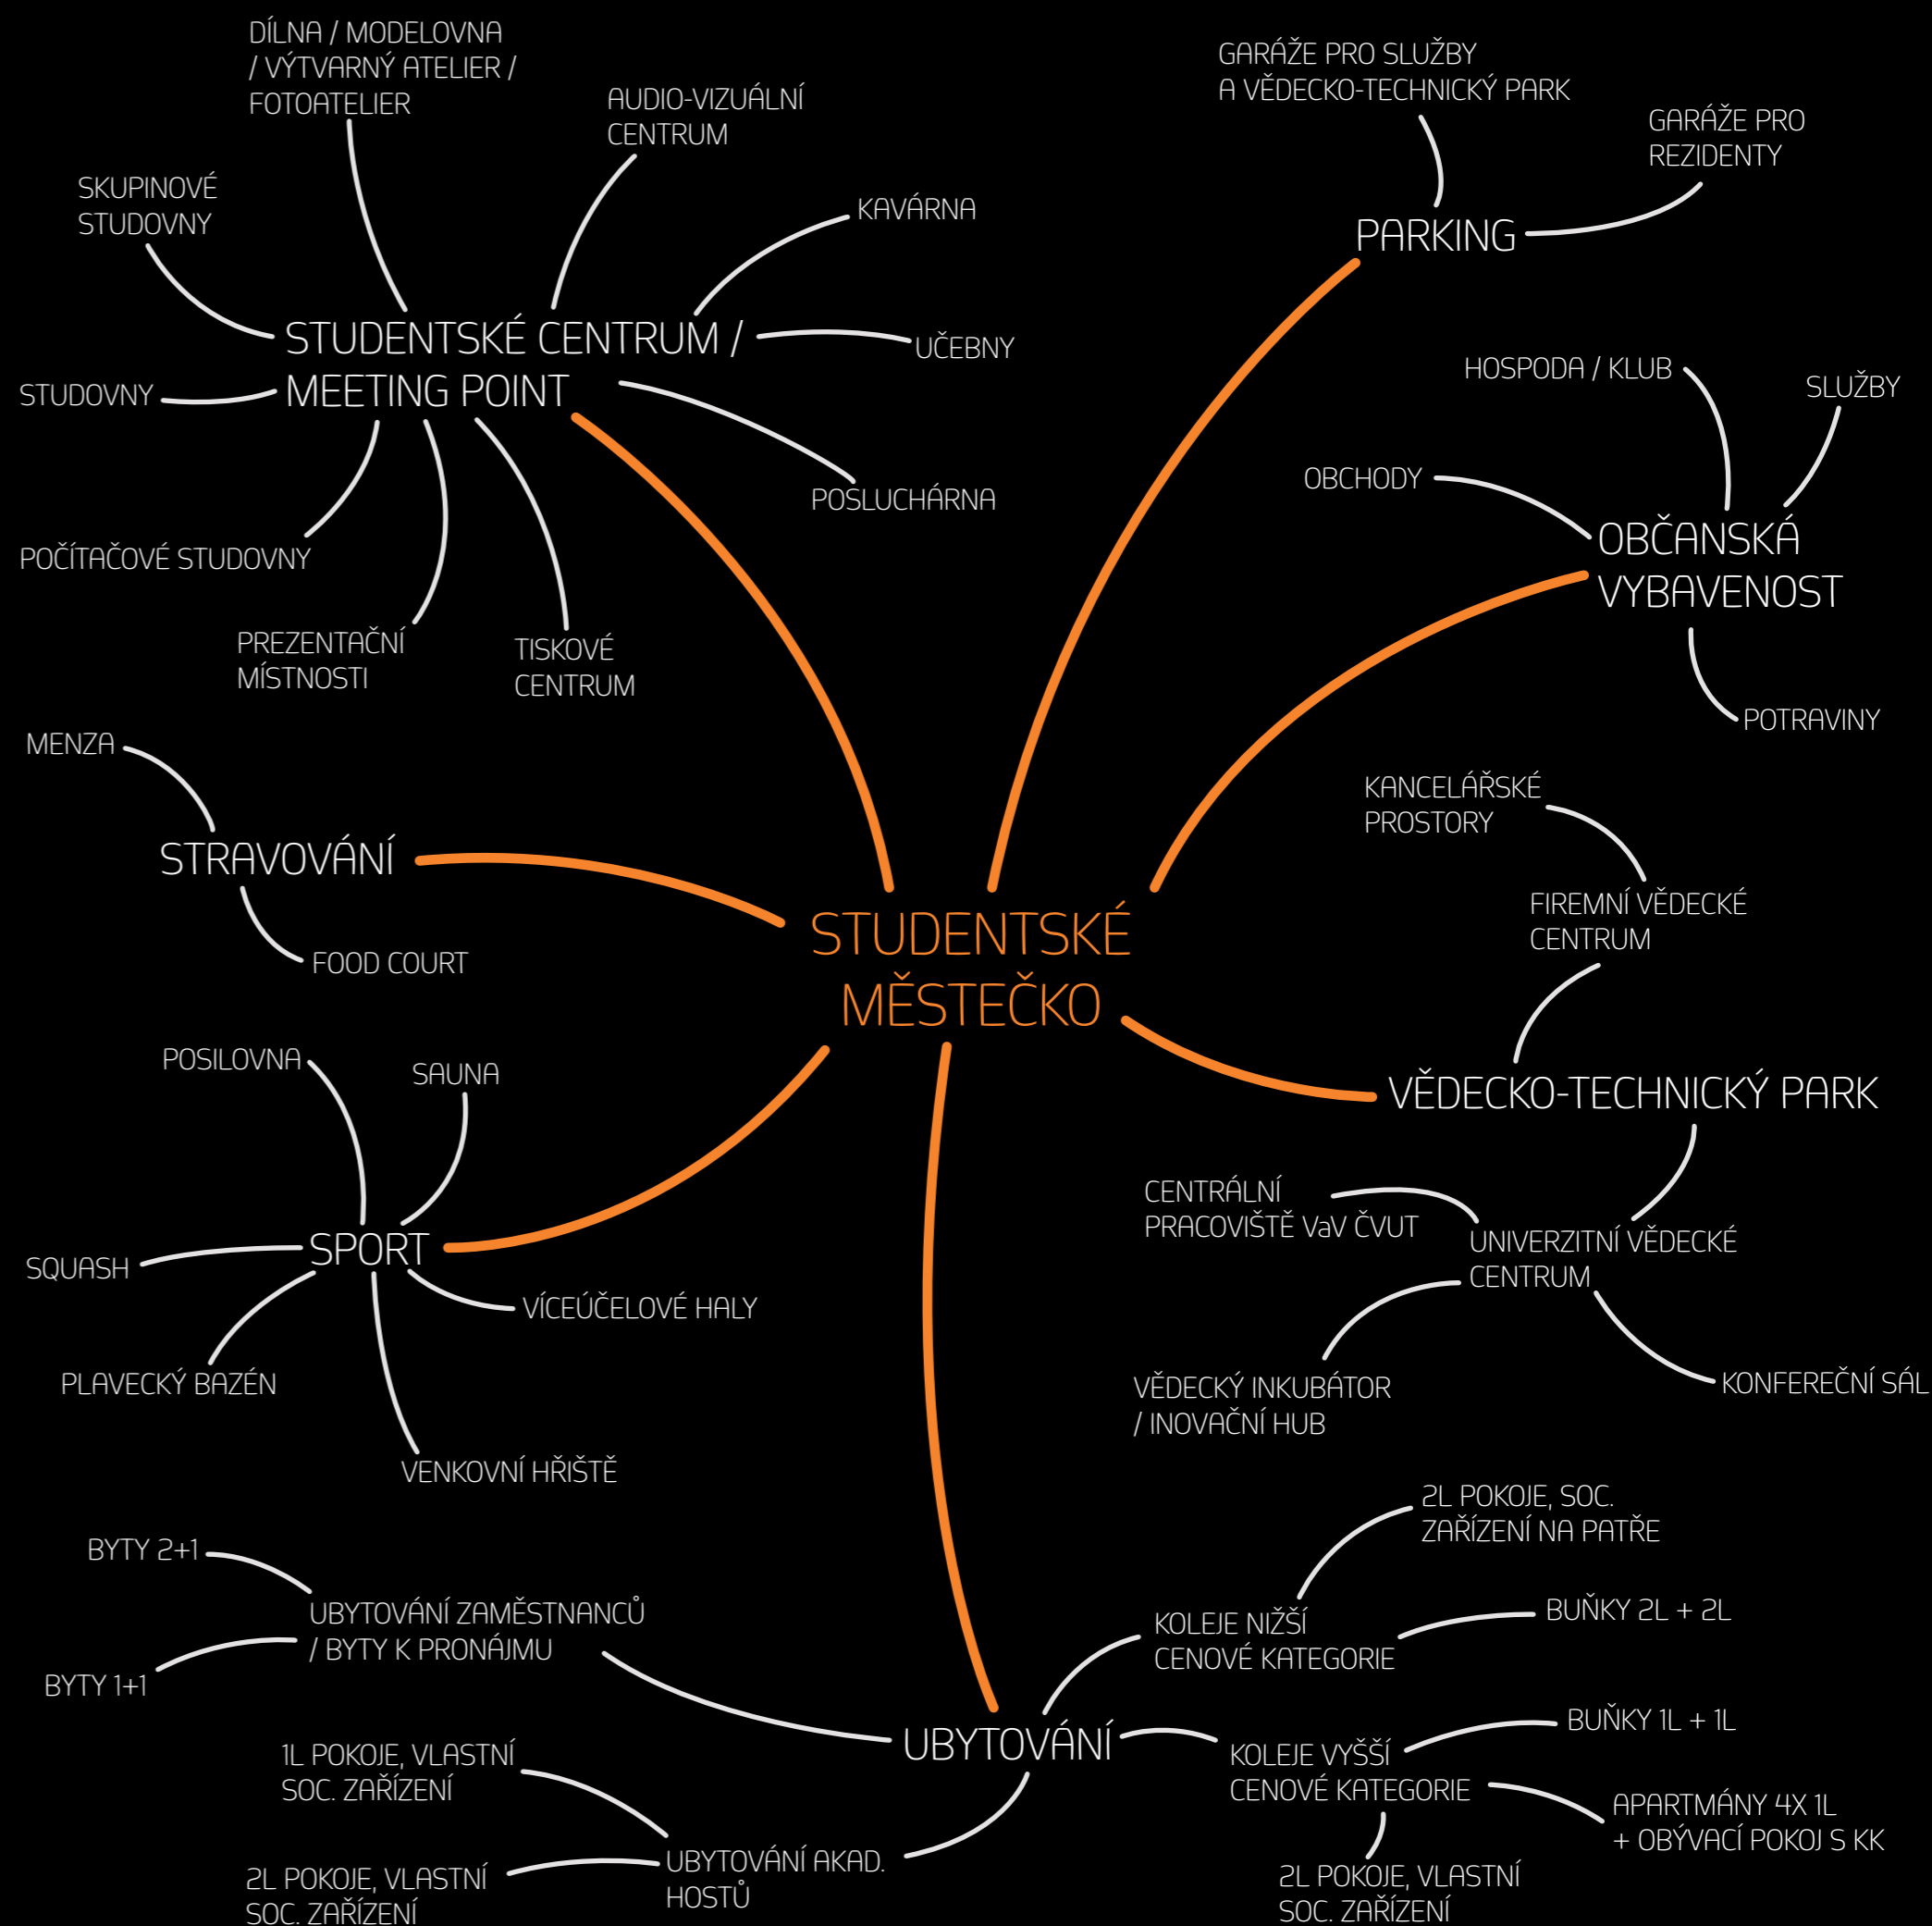 DÍLNA / MODELOVNA
/ VÝTVARNÝ ATELIER /
FOTOATELIER
AUDIO-VIZUÁLNÍ
CENTRUM
SKUPINOVÉ
STUDOVNY
KAVÁRNA
STUDENTSKÉ CENTRUM /
MEETING POINT
UČEBNY
STUDOVNY
POSLUCHÁRNA
POČÍTAČOVÉ STUDOVNY
PREZENTAČNÍ
MÍSTNOSTI
TISKOVÉ
CENTRUM
GARÁŽE PRO SLUŽBY
A VĚDECKO-TECHNICKÝ PARK
GARÁŽE PRO
REZIDENTY
PARKING
HOSPODA / KLUB
SLUŽBY
OBCHODY
OBČANSKÁ
VYBAVENOST
POTRAVINY
MENZA
STRAVOVÁNÍ
FOOD COURT
STUDENTSKÉ
MĚSTEČKO
KANCELÁŘSKÉ
PROSTORY
FIREMNÍ VĚDECKÉ
CENTRUM
VĚDECKO-TECHNICKÝ PARK
CENTRÁLNÍ
PRACOVIŠTĚ VaV ČVUT
UNIVERZITNÍ VĚDECKÉ
CENTRUM
VĚDECKÝ INKUBÁTOR
/ INOVAČNÍ HUB
KONFEREČNÍ SÁL
POSILOVNA
SAUNA
SPORT
SQUASH
VÍCEÚČELOVÉ HALY
PLAVECKÝ BAZÉN
VENKOVNÍ HŘIŠTĚ
BYTY 2+1
UBYTOVÁNÍ ZAMĚSTNANCŮ
/ BYTY K PRONÁJMU
BYTY 1+1
2L POKOJE, SOC.
ZAŘÍZENÍ NA PATŘE
KOLEJE NIŽŠÍ
CENOVÉ KATEGORIE
BUŇKY 2L + 2L
UBYTOVÁNÍ
BUŇKY 1L + 1L
KOLEJE VYŠŠÍ
CENOVÉ KATEGORIE
APARTMÁNY 4X 1L
+ OBÝVACÍ POKOJ S KK
2L POKOJE, VLASTNÍ
SOC. ZAŘÍZENÍ
1L POKOJE, VLASTNÍ
SOC. ZAŘÍZENÍ
UBYTOVÁNÍ AKAD.
HOSTŮ
2L POKOJE, VLASTNÍ
SOC. ZAŘÍZENÍ